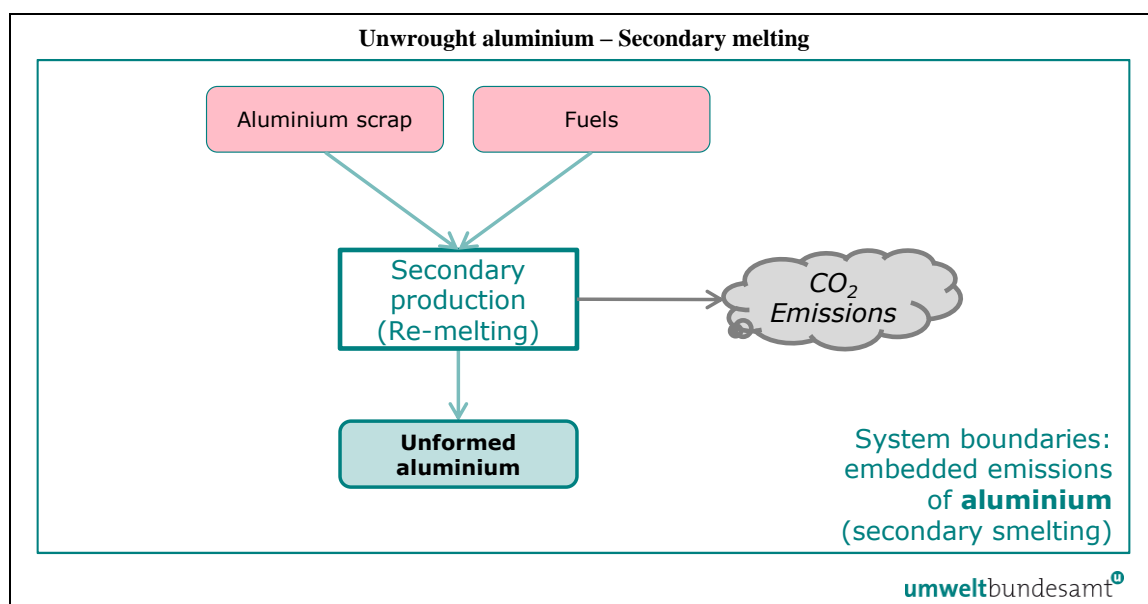 Unwrought aluminium – Secondary melting
Aluminium scrap
Fuels
Secondary
production
(Re-melting)
CO₂
Emissions
Unformed
aluminium
System boundaries:
embedded emissions
of aluminium
(secondary smelting)
umweltbundesamt u